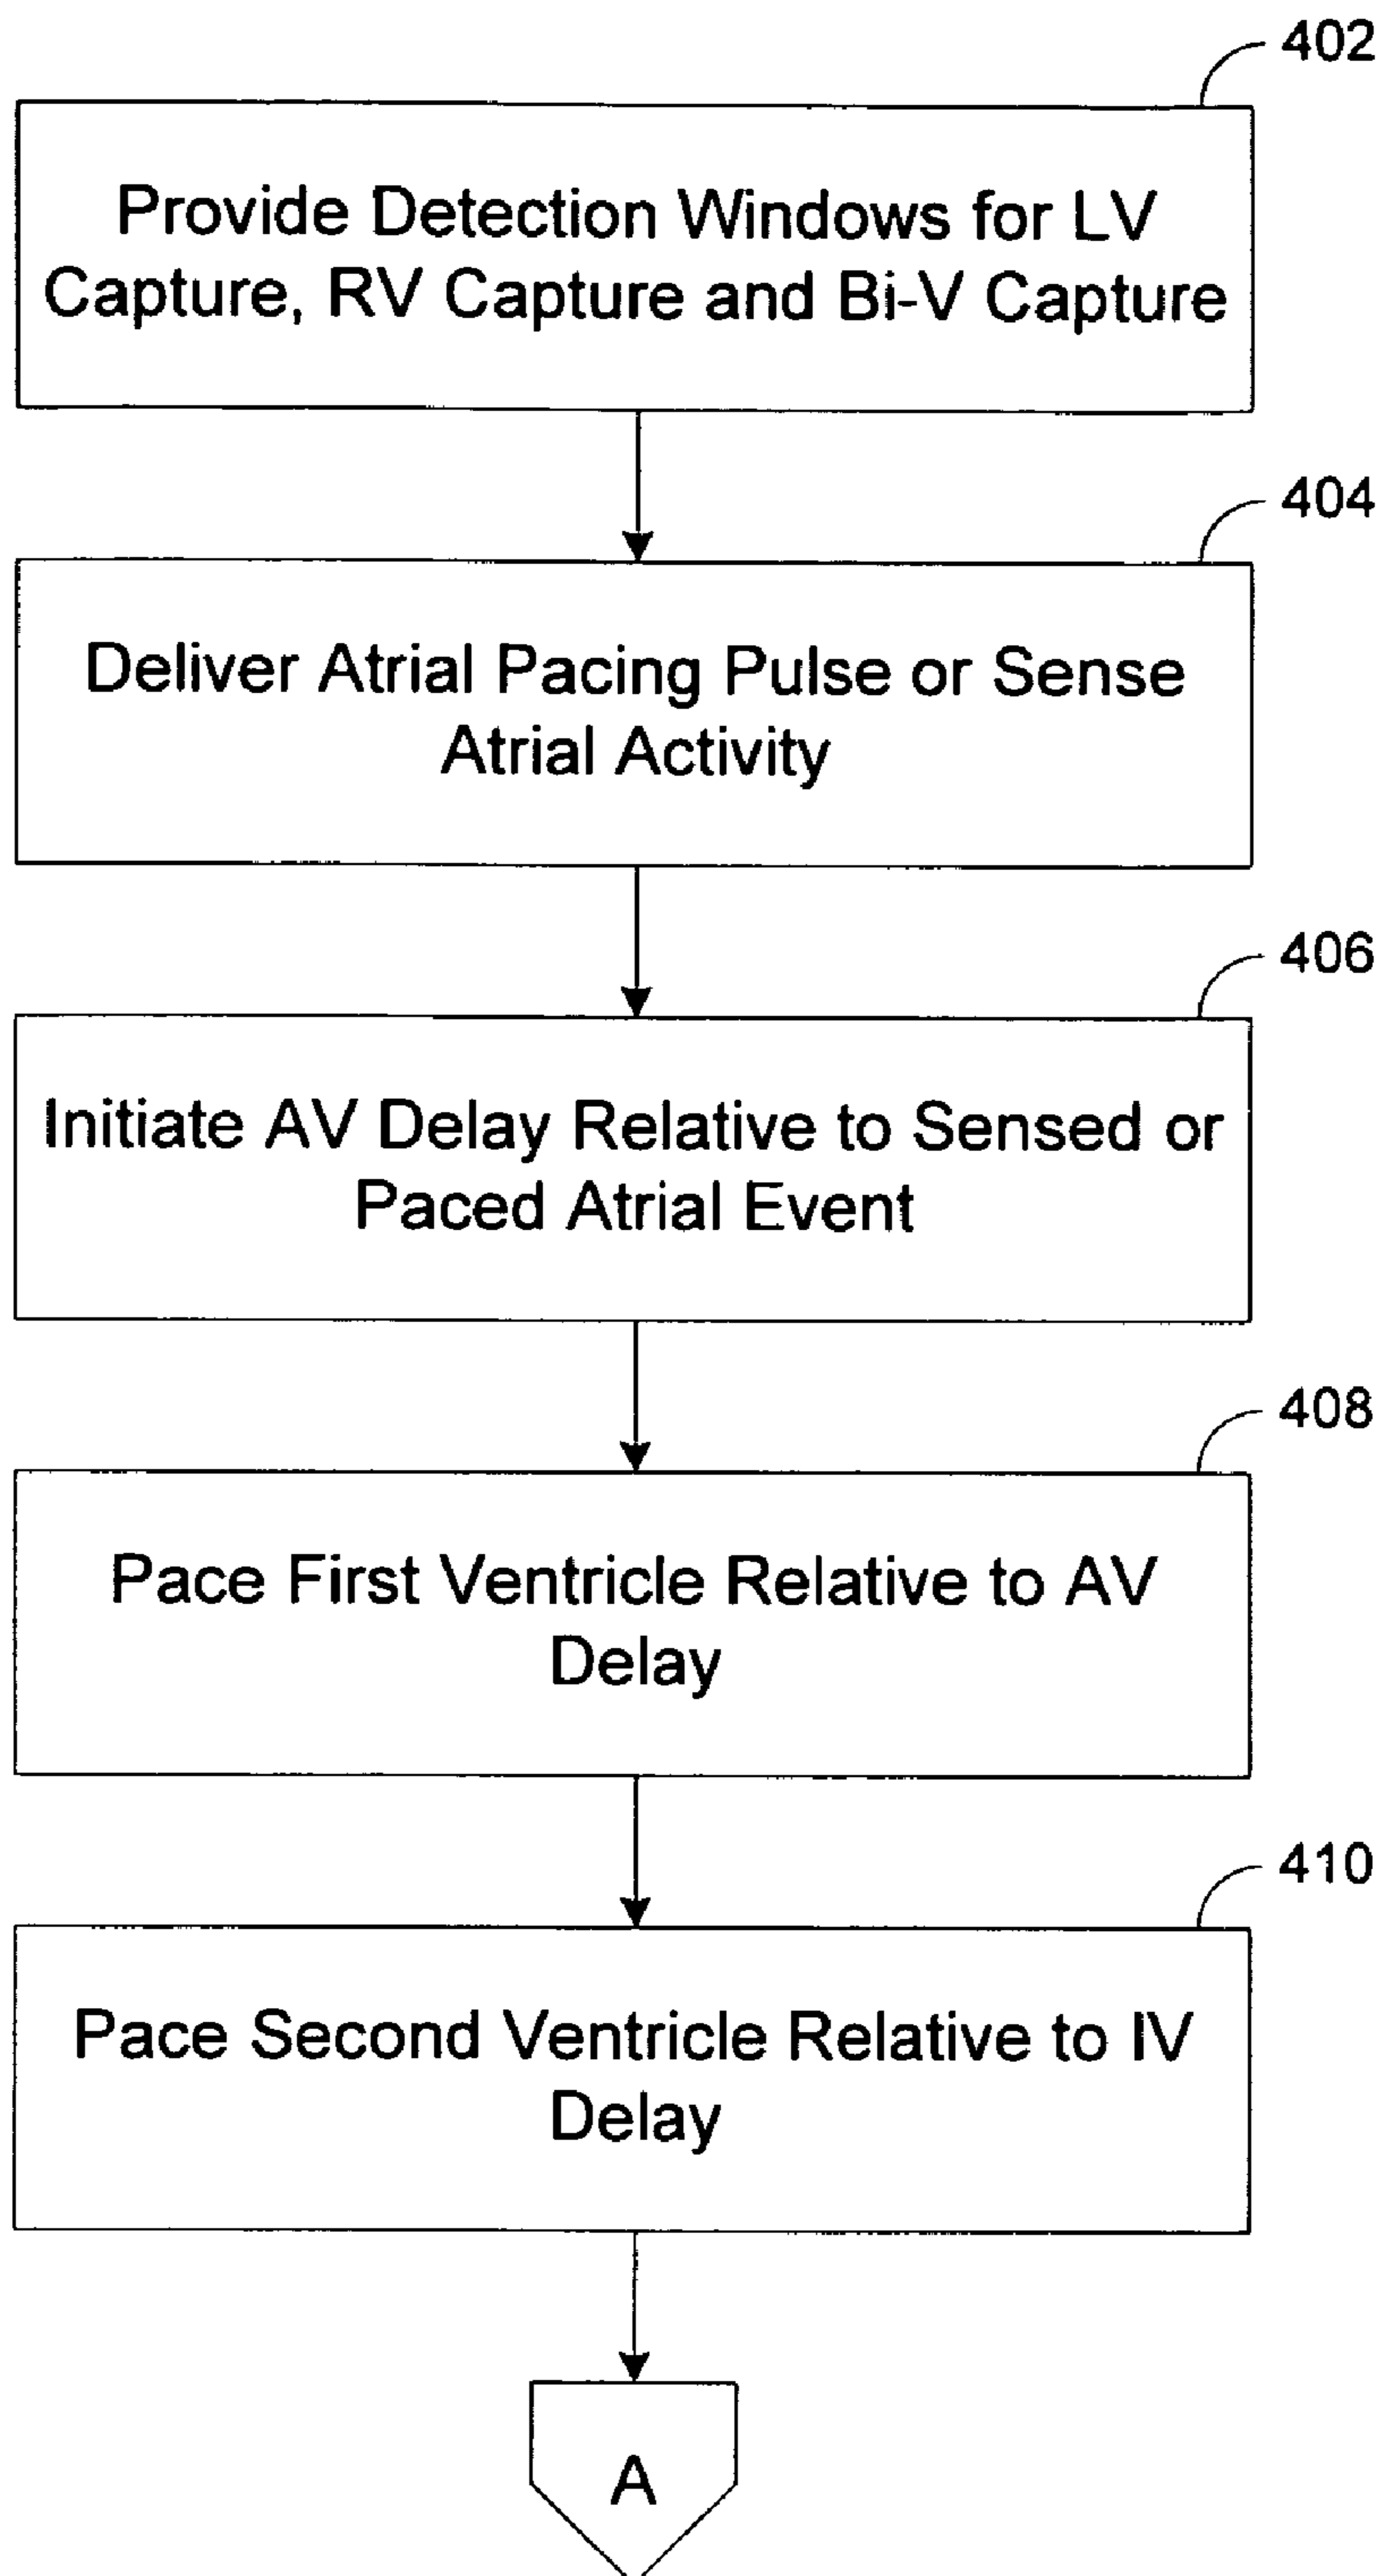 402
Provide Detection Windows for LV
Capture, RV Capture and Bi-V Capture
404
Deliver Atrial Pacing Pulse or Sense
Atrial Activity
406
Initiate AV Delay Relative to Sensed or
Paced Atrial Event
408
Pace First Ventricle Relative to AV
Delay
410
Pace Second Ventricle Relative to IV
Delay
A